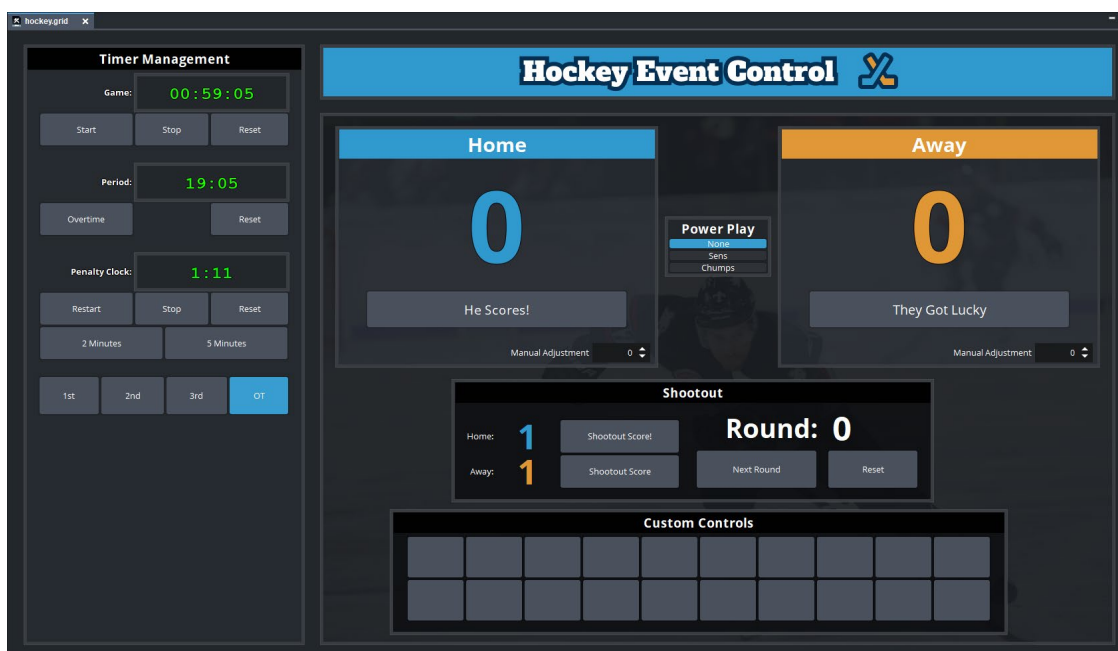 hockey.grid X
Timer Management
Game: 00:59:05
Start Stop Reset
Period: 19:05
Overtime Reset
Penalty Clock: 1:11
Restart Stop Reset
2 Minutes 5 Minutes
1st 2nd 3rd OT
Hockey Event Control
Home
0
He Scores!
Manual Adjustment 0
Power Play
None
Sens
Chumps
Away
0
They Got Lucky
Manual Adjustment 0
Shootout
Home: 1 Shootout Score!
Away: 1 Shootout Score
Round: 0
Next Round Reset
Custom Controls